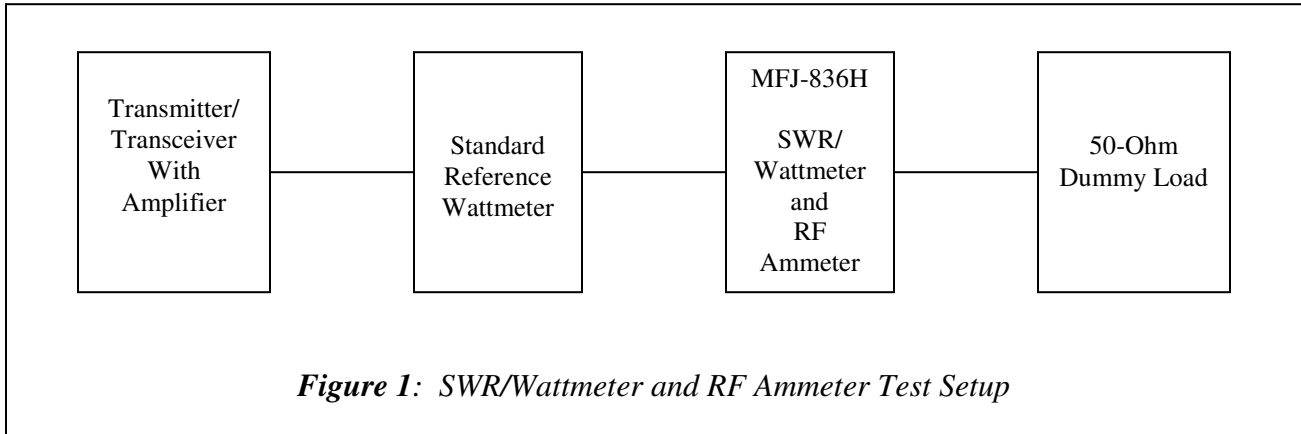 Transmitter/
Transceiver
With
Amplifier
Standard
Reference
Wattmeter
MFJ-836H
SWR/
Wattmeter
and
RF
Ammeter
50-Ohm
Dummy Load
Figure 1: SWR/Wattmeter and RF Ammeter Test Setup